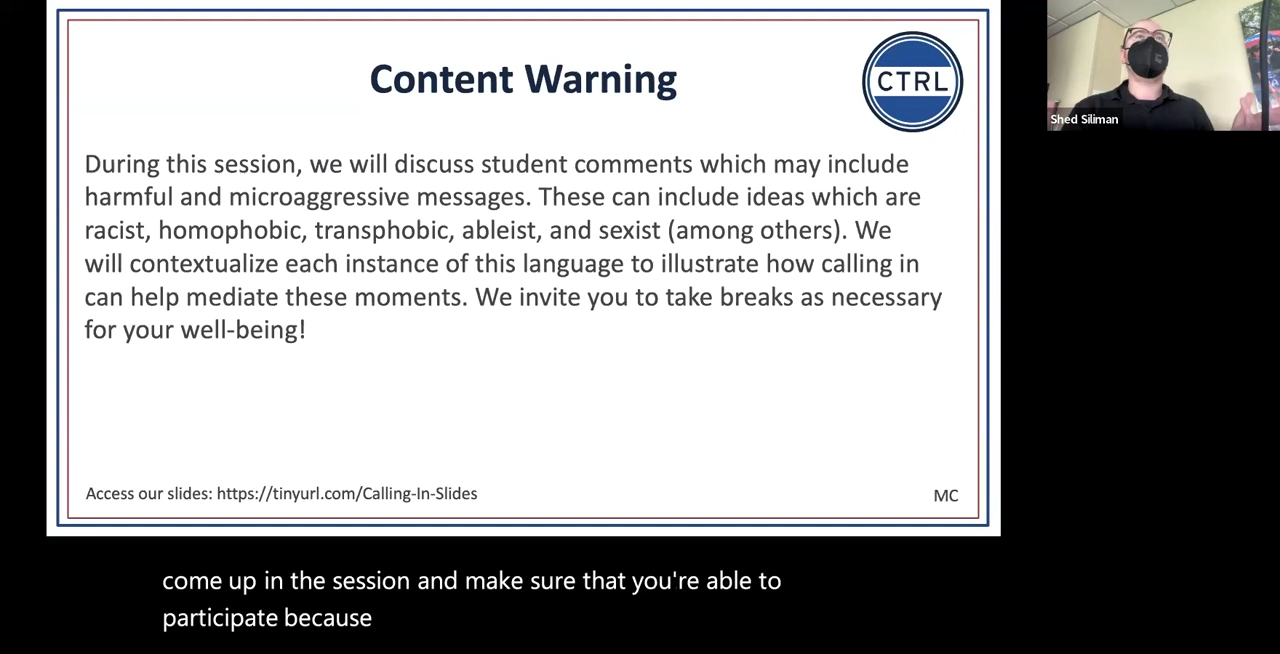 Content Warning
CTRL
During this session, we will discuss student comments which may include
harmful and microaggressive messages. These can include ideas which are
racist, homophobic, transphobic, ableist, and sexist (among others). We
will contextualize each instance of this language to illustrate how calling in
can help mediate these moments. We invite you to take breaks as necessary
for your well-being!
Access our slides: https://tinyurl.com/Calling-In-Slides
MC
Shed Siliman
come up in the session and make sure that you're able to
participate because